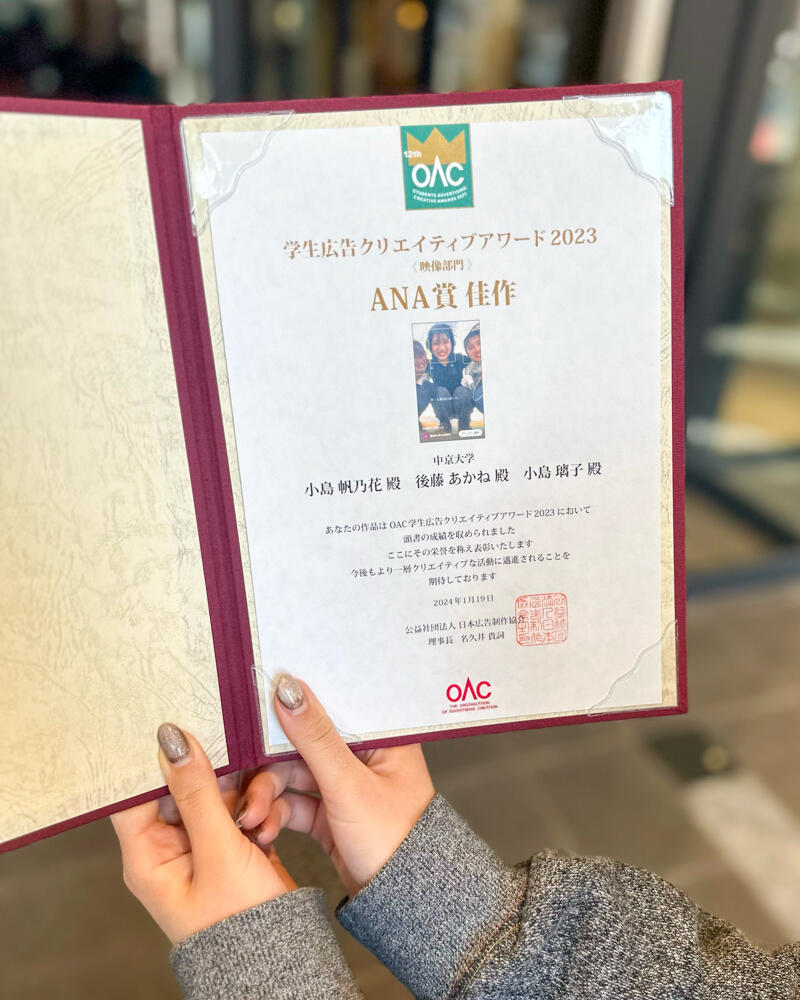 12th
OAC
STUDENTS ADVERTISING
CREATIVE AWARDS 2023
学生広告クリエイティブアワード2023
《映像部門》
ANA賞 佳作
中京大学
小島 帆乃花 殿　後藤 あかね 殿　小島 璃子 殿
あなたの作品はOAC学生広告クリエイティブアワード2023において
頭書の成績を収められました
ここにその栄誉を称え表彰いたします
今後もより一層クリエイティブな活動に邁進されることを
期待しております
2024年1月19日
公益社団法人 日本広告制作協会
理事長　名久井 貴詞
OAC
THE ORGANIZATION
OF ADVERTISING CREATION